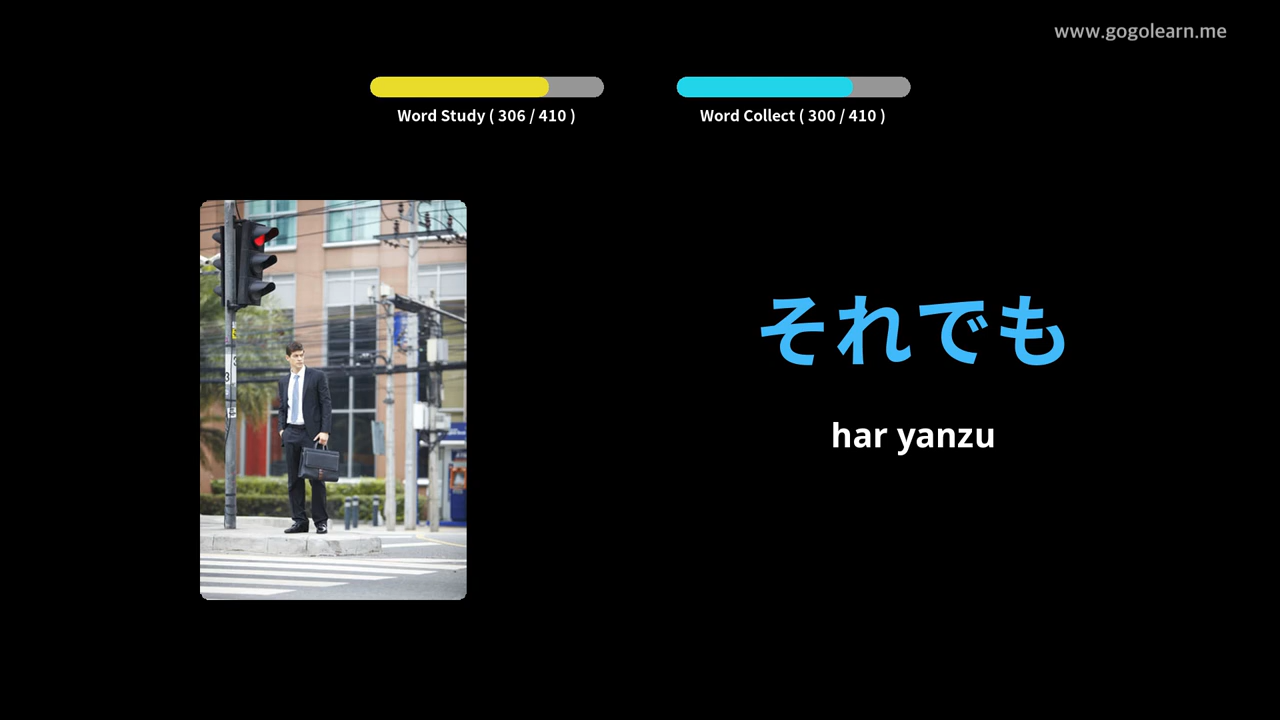 www.gogolearn.me
Word Study ( 306 / 410 )
Word Collect ( 300 / 410 )
それでも
har yanzu